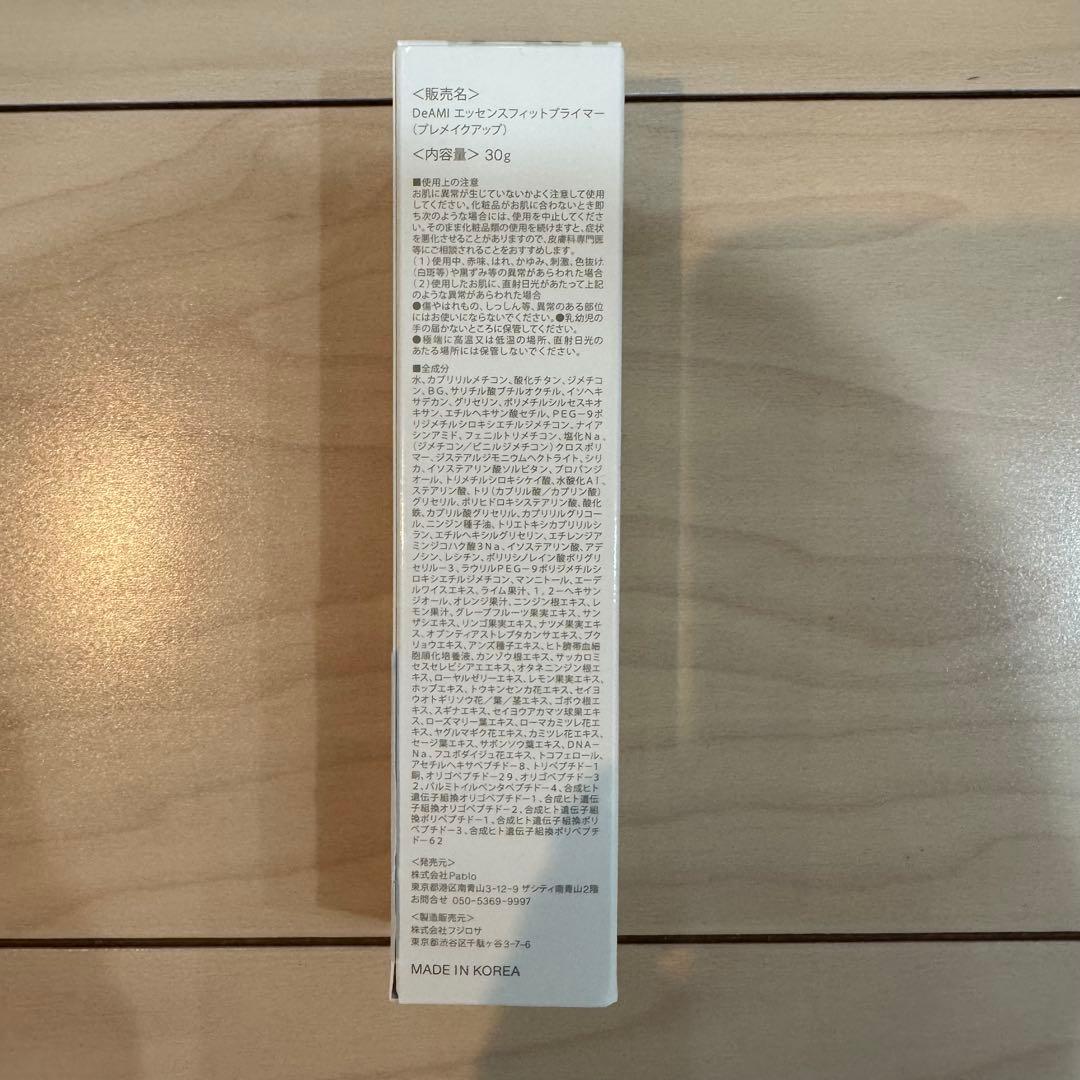 ＜販売名＞
DeAMI エッセンスフィットプライマー
（プレメイクアップ）
＜内容量＞ 30g
■使用上の注意
お肌に異常が生じていないかよく注意して使用
してください。化粧品がお肌に合わないとき即
ち次のような場合には、使用を中止してくださ
い。そのまま化粧品類の使用を続けますと、症状
を悪化させることがありますので、皮膚科専門医
等にご相談されることをおすすめします。
（1）使用中、赤味、はれ、かゆみ、刺激、色抜け
（白斑等）や黒ずみ等の異常があらわれた場合
（2）使用したお肌に、直射日光があたって上記
のような異常があらわれた場合
●傷やはれもの、しっしん等、異常のある部位
にはお使いにならないでください。●乳幼児の
手の届かないところに保管してください。
●極端に高温又は低温の場所、直射日光の
あたる場所には保管しないでください。
■全成分
水、カプリリルメチコン、酸化チタン、ジメチコ
ン、BG、サリチル酸ブチルオクチル、イソヘキ
サデカン、グリセリン、ポリメチルシルセスキオ
キサン、エチルヘキサン酸セチル、PEG－9ポ
リジメチルシロキシエチルジメチコン、ナイア
シンアミド、フェニルトリメチコン、塩化Na、
（ジメチコン／ビニルジメチコン）クロスポリ
マー、ジステアルジモニウムヘクトライト、シリ
カ、イソステアリン酸ソルビタン、プロパンジ
オール、トリメチルシロキシケイ酸、水酸化Al、
ステアリン酸、トリ（カプリル酸／カプリン酸）
グリセリル、ポリヒドロキシステアリン酸、酸化
鉄、カプリル酸グリセリル、カプリリルグリコー
ル、ニンジン種子油、トリエトキシカプリリルシ
ラン、エチルヘキシルグリセリン、エチレンジア
ミンジコハク酸3Na、イソステアリン酸、アデ
ノシン、レシチン、ポリリシノレイン酸ポリグリ
セリル－3、ラウリルPEG－9ポリジメチルシ
ロキシエチルジメチコン、マンニトール、エーデ
ルワイスエキス、ライム果汁、1，2－ヘキサン
ジオール、オレンジ果汁、ニンジン根エキス、レ
モン果汁、グレープフルーツ果実エキス、サン
ザシエキス、リンゴ果実エキス、ナツメ果実エキ
ス、オプンティアストレプタカンサエキス、ブク
リョウエキス、アンズ種子エキス、ヒト臍帯血細
胞順化培養液、カンゾウ根エキス、サッカロミ
セスセレビシアエエキス、オタネニンジン根エ
キス、ローヤルゼリーエキス、レモン果実エキス、
ホップエキス、トウキンセンカ花エキス、セイヨ
ウオトギリソウ花／葉／茎エキス、ゴボウ根エ
キス、スギナエキス、セイヨウアカマツ球果エキ
ス、ローズマリー葉エキス、ローマカミツレ花エ
キス、ヤグルマギク花エキス、カミツレ花エキス、
セージ葉エキス、サボンソウ葉エキス、DNA－
Na、フユボダイジュ花エキス、トコフェロール、
アセチルヘキサペプチド－8、トリペプチド－1
銅、オリゴペプチド－29、オリゴペプチド－3
2、パルミトイルペンタペプチド－4、合成ヒト
遺伝子組換オリゴペプチド－1、合成ヒト遺伝
子組換オリゴペプチド－2、合成ヒト遺伝子組
換ポリペプチド－1、合成ヒト遺伝子組換ポリ
ペプチド－3、合成ヒト遺伝子組換ポリペプチ
ド－62
＜発売元＞
株式会社Pablo
東京都港区南青山3-12-9 ザシティ南青山2階
お問合せ 050-5369-9997
＜製造販売元＞
株式会社フジロサ
東京都渋谷区千駄ヶ谷3-7-6
MADE IN KOREA